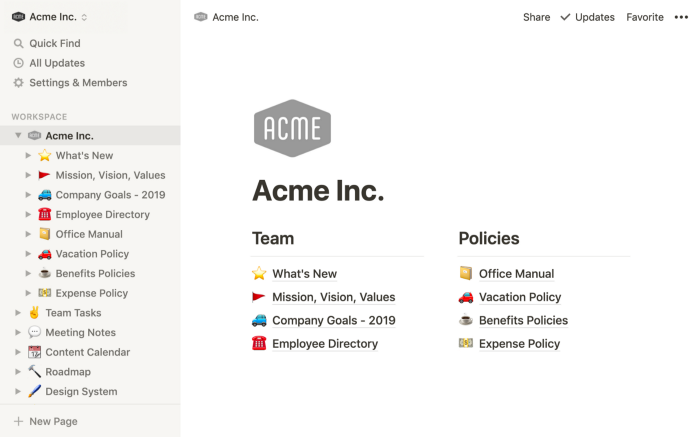 Acme Inc.
Quick Find
All Updates
Settings & Members
WORKSPACE
Acme Inc.
What's New
Mission, Vision, Values
Company Goals - 2019
Employee Directory
Office Manual
Vacation Policy
Benefits Policies
Expense Policy
Team Tasks
Meeting Notes
Content Calendar
Roadmap
Design System
New Page
Acme Inc.
Share
Updates
Favorite
ACME
Acme Inc.
Team
What's New
Mission, Vision, Values
Company Goals - 2019
Employee Directory
Policies
Office Manual
Vacation Policy
Benefits Policies
Expense Policy